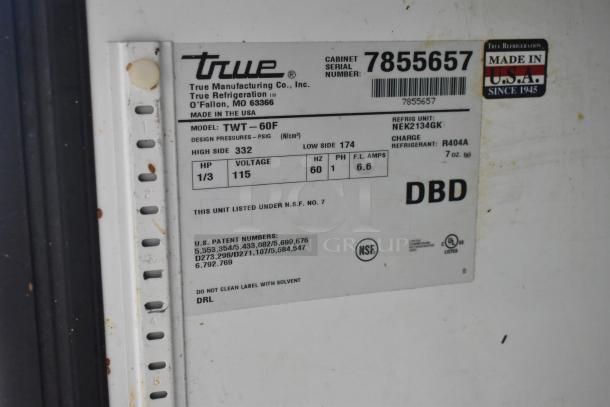 true®
True Manufacturing Co., Inc.
True Refrigeration
O'Fallon, MO 63366
MADE IN THE USA
CABINET SERIAL NUMBER: 7855657
7855657
TRUE REFRIGERATION
MADE IN
U.S.A.
SINCE 1945
MODEL: TWT-60F
REFRIG UNIT:
NEK2134GK
DESIGN PRESSURES-PSIG (N/cm²)
HIGH SIDE 332 LOW SIDE 174
CHARGE
REFRIGERANT: R404A
7 oz.
HP VOLTAGE HZ PH F.L. AMPS
1/3 115 60 1 6.6
DBD
THIS UNIT LISTED UNDER N.S.F. NO. 7
U.S. PATENT NUMBERS:
5,553,354/5,433,082/5,690,676
D273,298/D271,107/5,584,547
6,792,769
NSF
UL
LISTED
DO NOT CLEAN LABEL WITH SOLVENT
DRL
PCI
GROUP